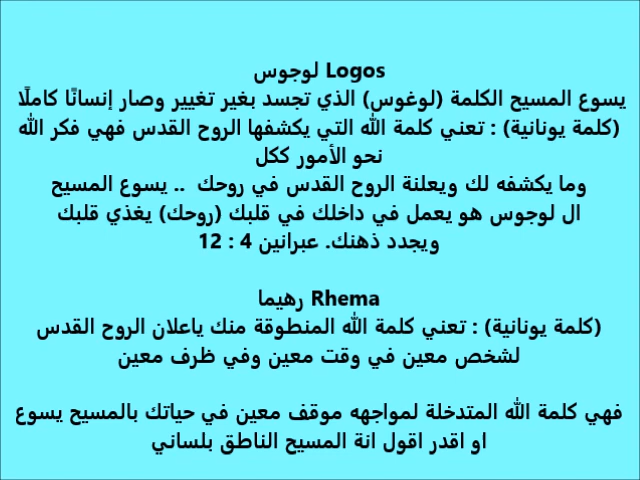 لوجوس Logos
يسوع المسيح الكلمة (لوغوس) الذي تجسد بغير تغيير وصار إنسانًا كاملًا
(كلمة يونانية) : تعني كلمة الله التي يكشفها الروح القدس فهي فكر الله
نحو الأمور ككل
وما يكشفه لك ويعلنة الروح القدس في روحك .. يسوع المسيح
ال لوجوس هو يعمل في داخلك في قلبك (روحك) يغذي قلبك
ويجدد ذهنك. عبرانين 4 : 12
رهيما Rhema
(كلمة يونانية) : تعني كلمة الله المنطوقة منك ياعلان الروح القدس
لشخص معين في وقت معين وفي ظرف معين
فهي كلمة الله المتدخلة لمواجهه موقف معين في حياتك بالمسيح يسوع
او اقدر اقول انة المسيح الناطق بلساني